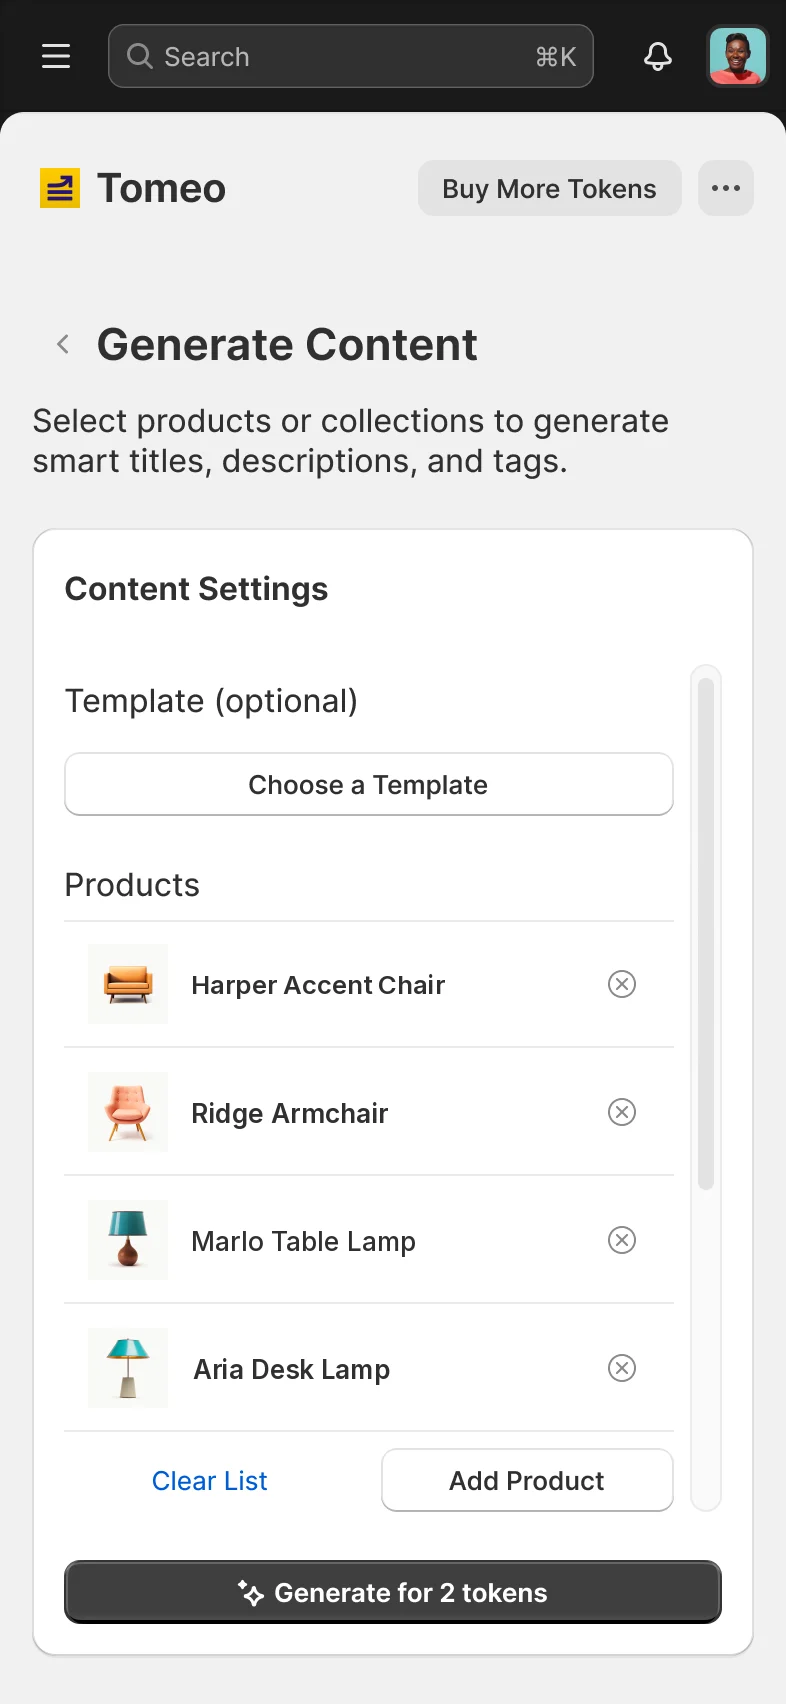 Search ⌘K
Tomeo
Buy More Tokens
Generate Content
Select products or collections to generate
smart titles, descriptions, and tags.
Content Settings
Template (optional)
Choose a Template
Products
Harper Accent Chair
Ridge Armchair
Marlo Table Lamp
Aria Desk Lamp
Clear List
Add Product
Generate for 2 tokens